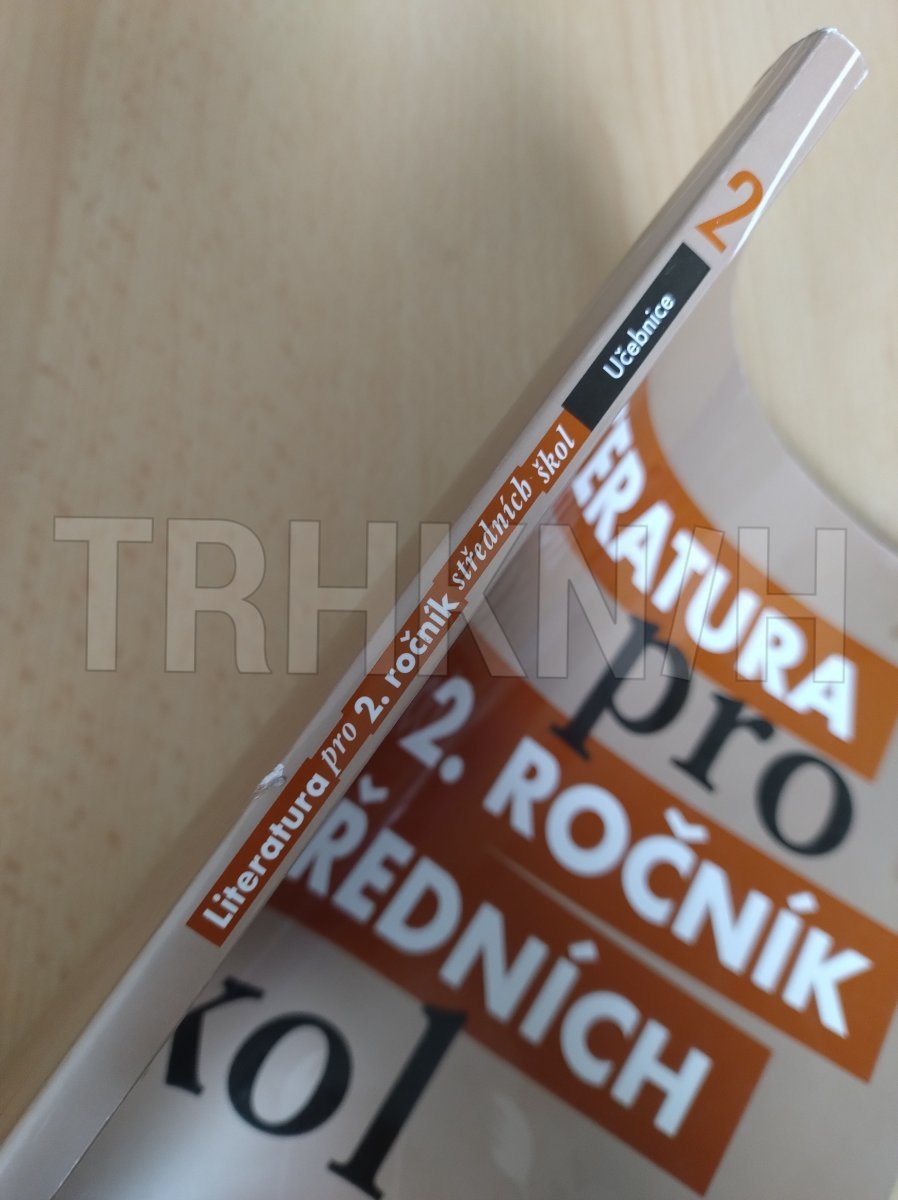 2
Učebnice
Literatura pro 2. ročník středních škol
ERATURA
pro
2. ROČNÍK
ŘEDNÍCH
kol
TRHKNIH